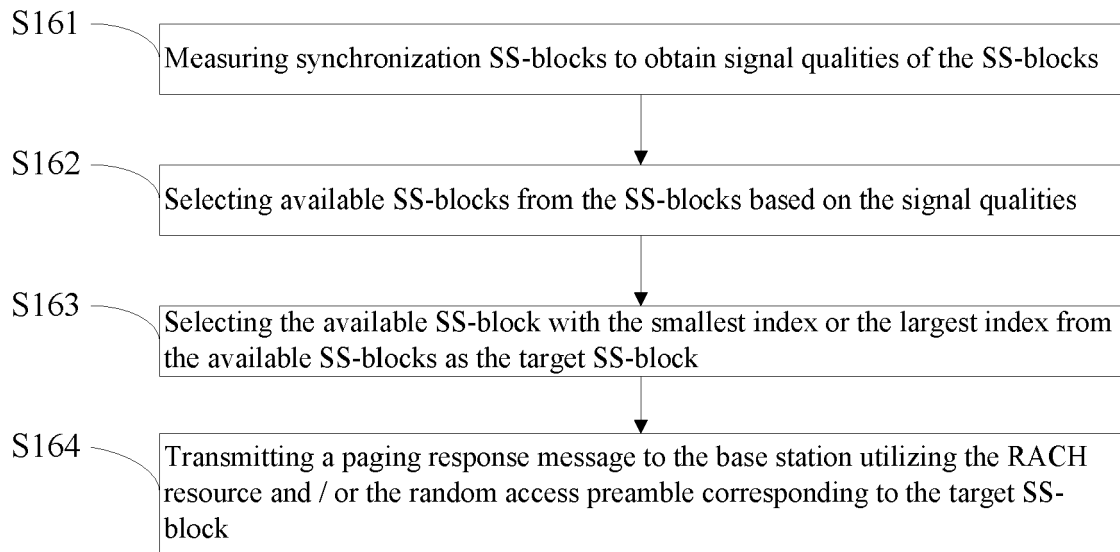 S161
Measuring synchronization SS-blocks to obtain signal qualities of the SS-blocks
S162
Selecting available SS-blocks from the SS-blocks based on the signal qualities
S163
Selecting the available SS-block with the smallest index or the largest index from
the available SS-blocks as the target SS-block
S164
Transmitting a paging response message to the base station utilizing the RACH
resource and / or the random access preamble corresponding to the target SS-
block